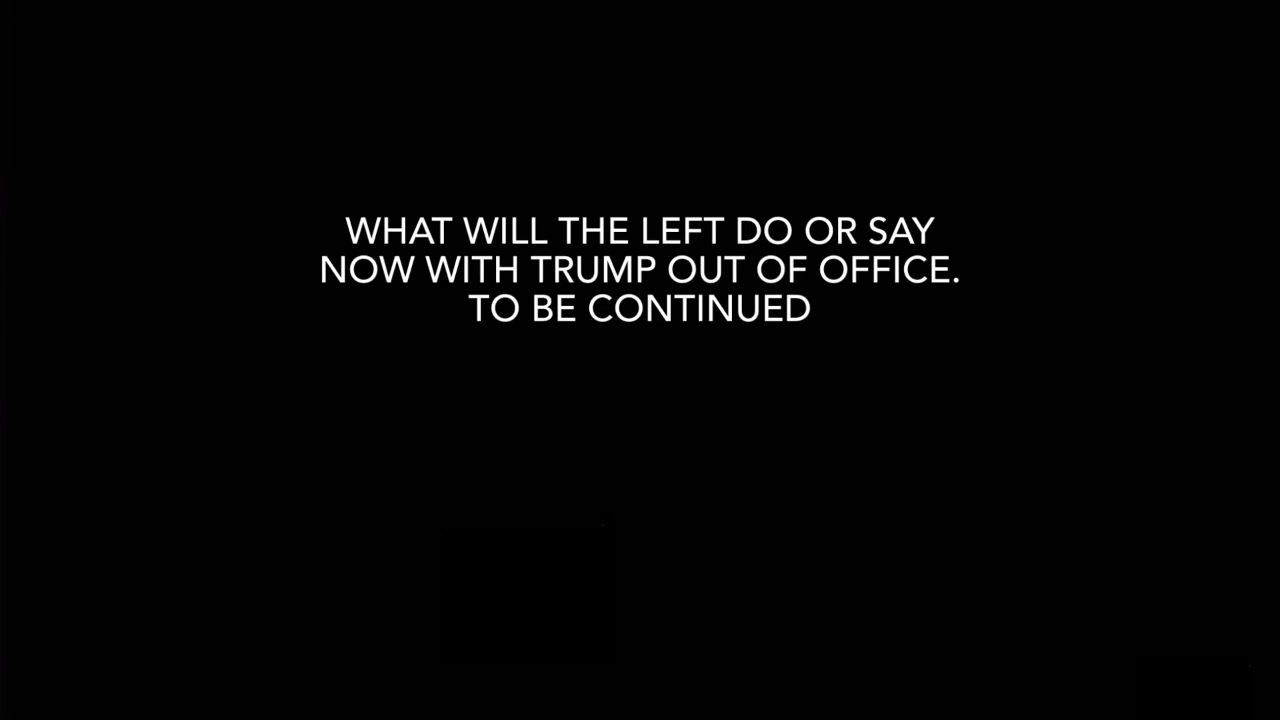 WHAT WILL THE LEFT DO OR SAY
NOW WITH TRUMP OUT OF OFFICE.
TO BE CONTINUED